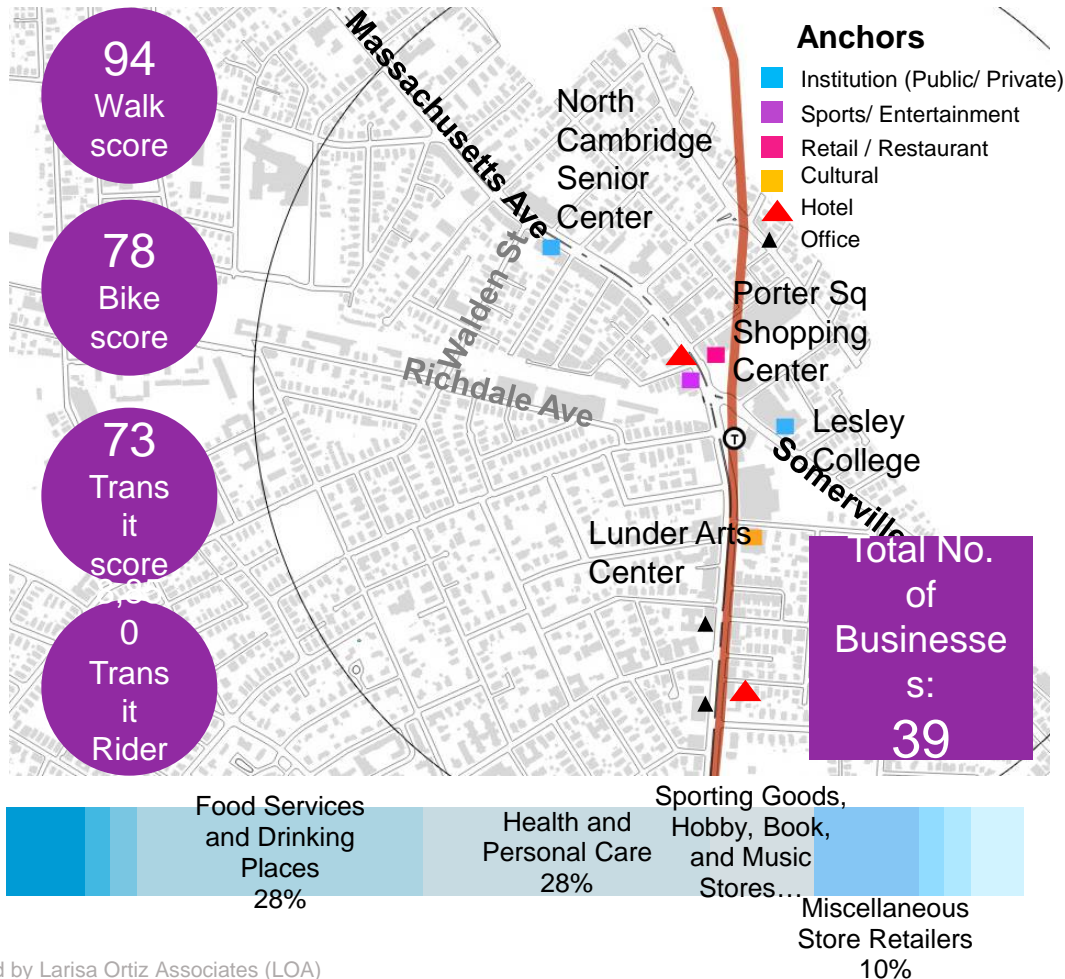 94
Walk
score
78
Bike
score
73
Trans
it
score
0
Trans
it
Rider
Massachusetts Ave
North
Cambridge
Senior
Center
Walden St
Richdale Ave
Anchors
Institution (Public/ Private)
Sports/ Entertainment
Retail / Restaurant
Cultural
Hotel
Office
Porter Sq
Shopping
Center
T
Lesley
College
Somerville
Lunder Arts
Center
Total No.
of
Businesse
s:
39
Food Services
and Drinking
Places
28%
Health and
Personal Care
28%
Sporting Goods,
Hobby, Book,
and Music
Stores…
Miscellaneous
Store Retailers
10%
by Larisa Ortiz Associates (LOA)